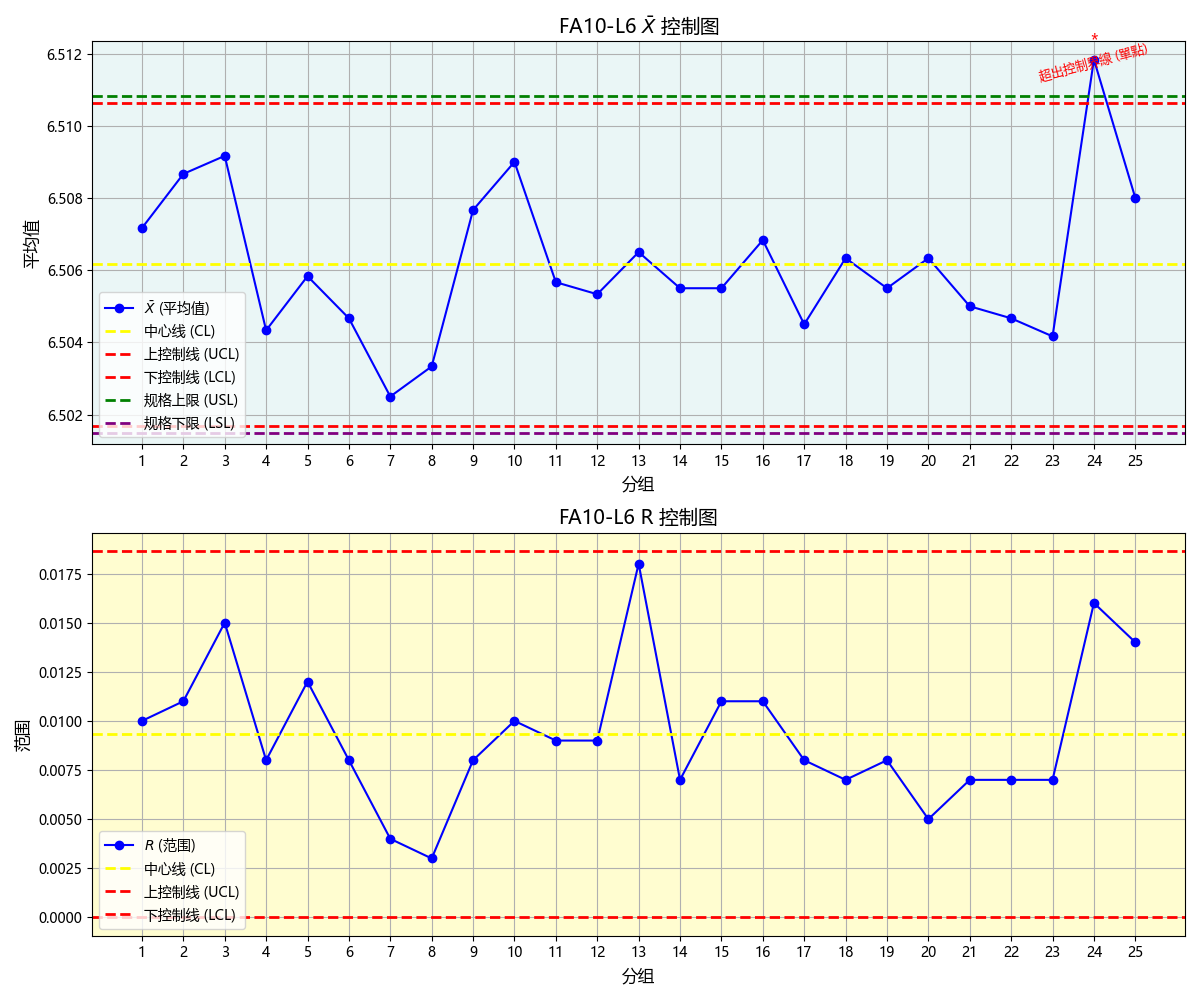 FA10-L6 X̄ 控制图
*
超出控制界線 (單點)
6.512
6.510
6.508
6.506
6.504
6.502
平均值
X̄ (平均值)
中心线 (CL)
上控制线 (UCL)
下控制线 (LCL)
规格上限 (USL)
规格下限 (LSL)
1 2 3 4 5 6 7 8 9 10 11 12 13 14 15 16 17 18 19 20 21 22 23 24 25
分组
FA10-L6 R 控制图
0.0175
0.0150
0.0125
0.0100
0.0075
0.0050
0.0025
0.0000
范围
R (范围)
中心线 (CL)
上控制线 (UCL)
下控制线 (LCL)
1 2 3 4 5 6 7 8 9 10 11 12 13 14 15 16 17 18 19 20 21 22 23 24 25
分组